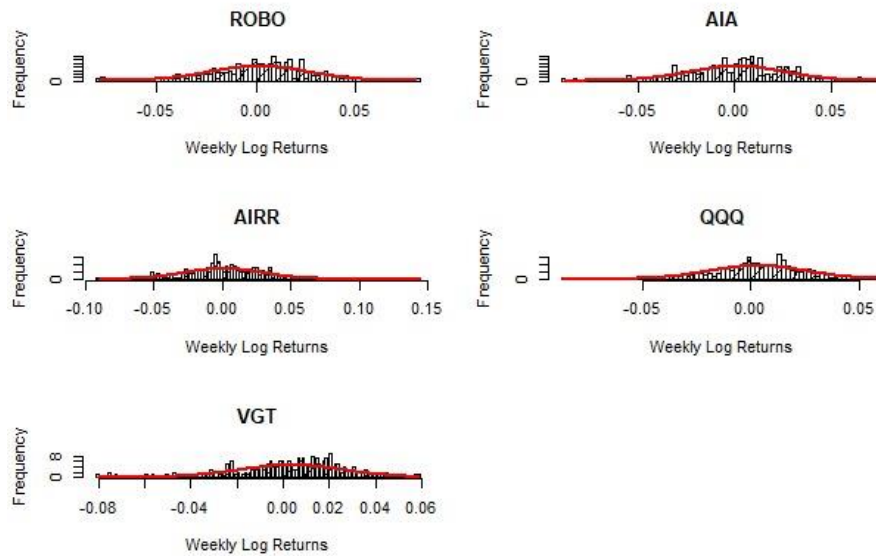 ROBO
Frequency
0
-0.05 0.00 0.05
Weekly Log Returns
AIA
Frequency
0
-0.05 0.00 0.05
Weekly Log Returns
AIRR
Frequency
0
-0.10 -0.05 0.00 0.05 0.10 0.15
Weekly Log Returns
QQQ
Frequency
0
-0.05 0.00 0.05
Weekly Log Returns
VGT
Frequency
8
0
-0.08 -0.04 0.00 0.02 0.04 0.06
Weekly Log Returns